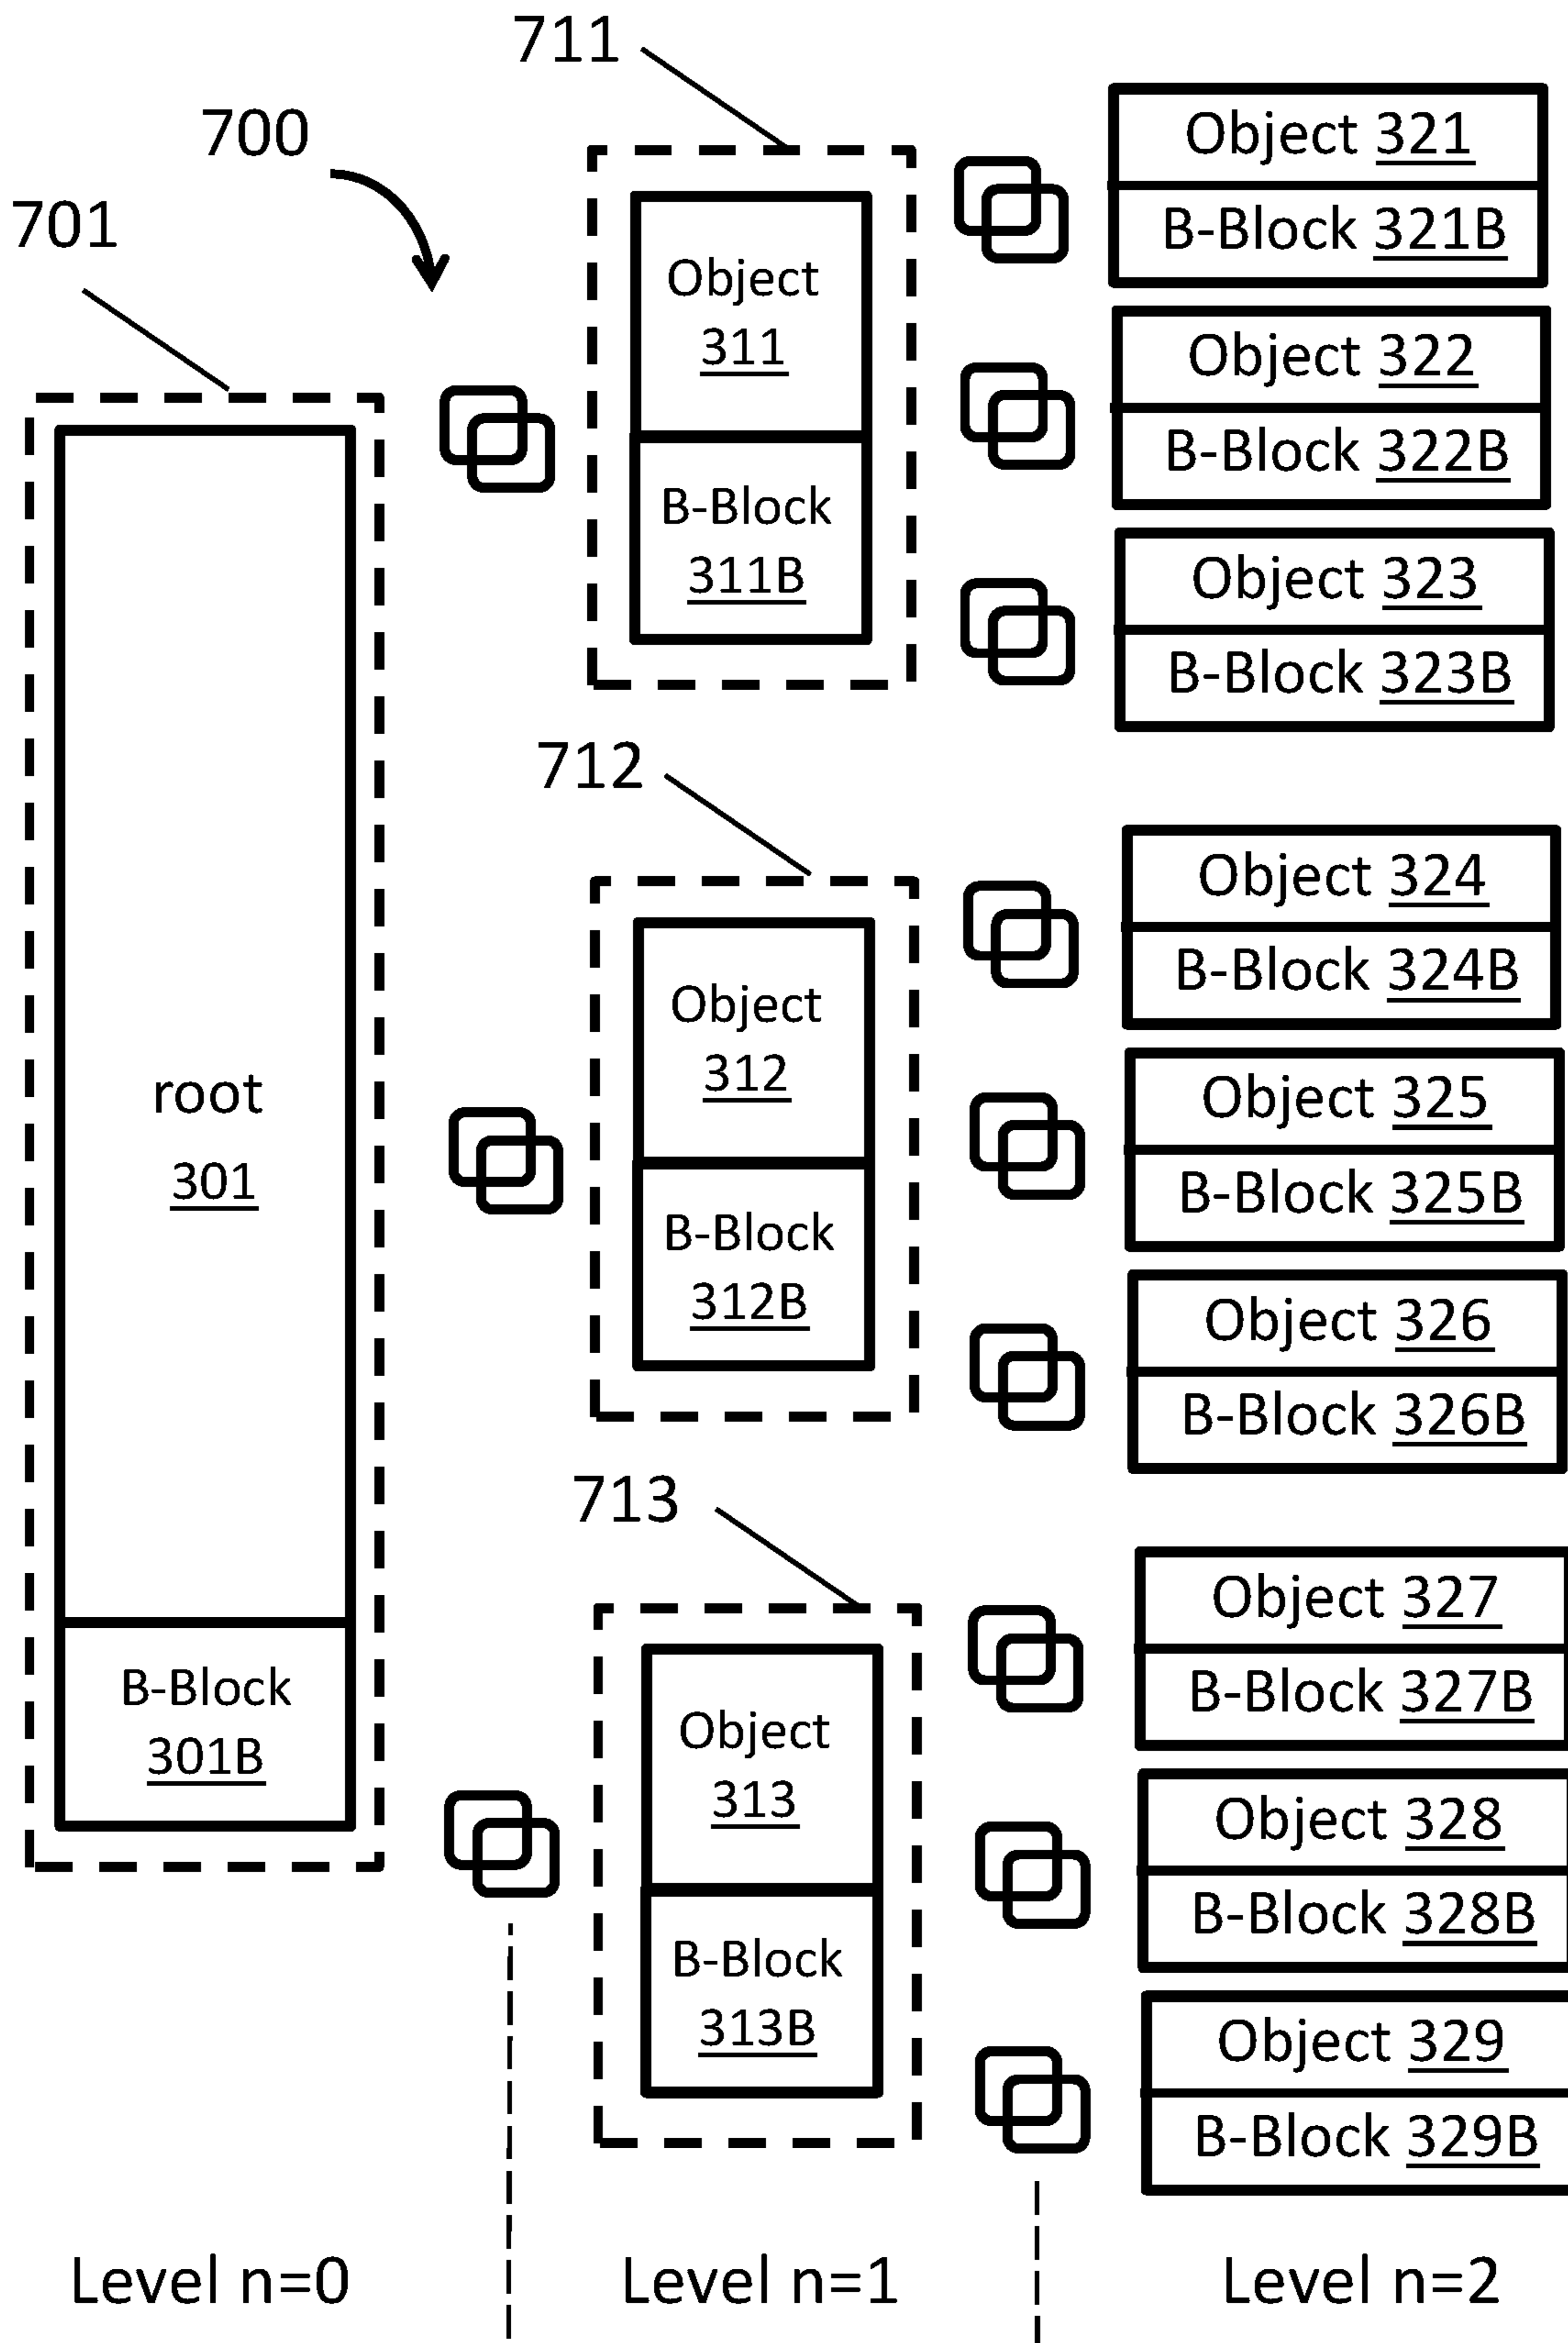 711
700
701
Object 321
B-Block 321B
Object
311
B-Block
311B
Object 322
B-Block 322B
Object 323
B-Block 323B
712
root
301
B-Block
301B
Object
312
B-Block
312B
Object 324
B-Block 324B
Object 325
B-Block 325B
Object 326
B-Block 326B
713
Object
313
B-Block
313B
Object 327
B-Block 327B
Object 328
B-Block 328B
Object 329
B-Block 329B
Level n=0
Level n=1
Level n=2